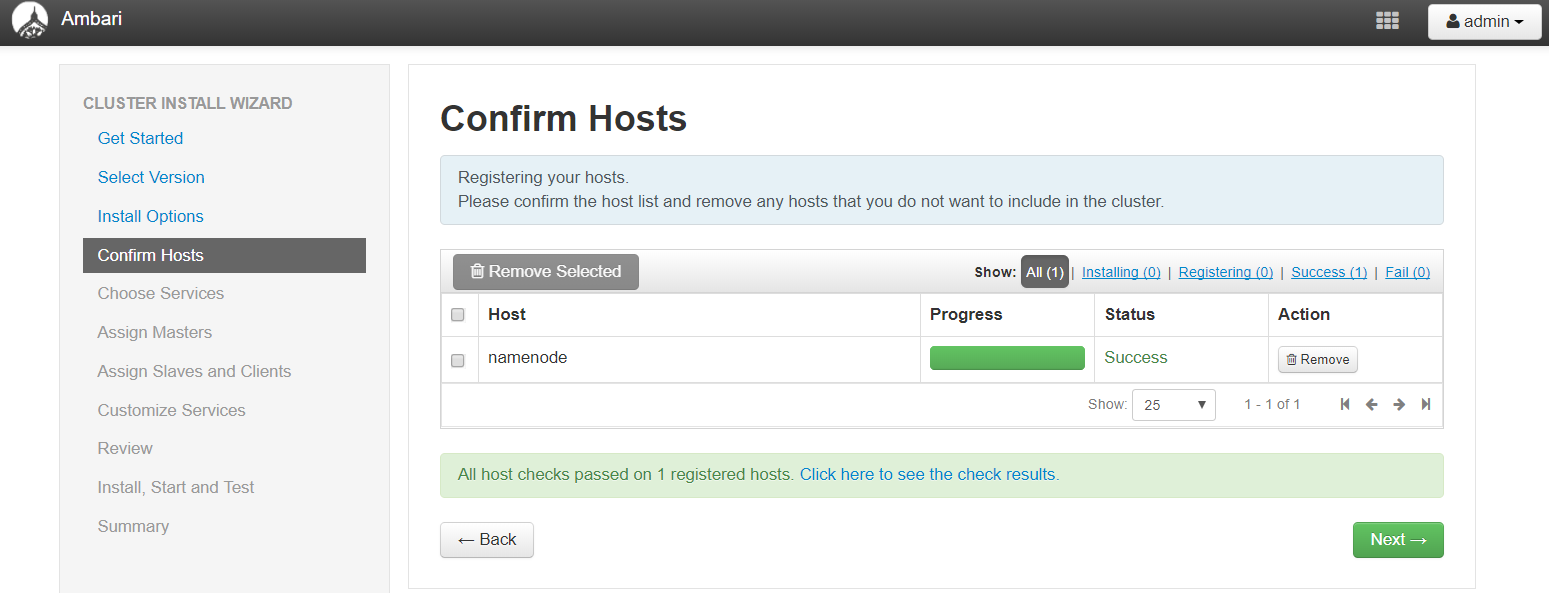 Ambari
admin
CLUSTER INSTALL WIZARD
Get Started
Select Version
Install Options
Confirm Hosts
Choose Services
Assign Masters
Assign Slaves and Clients
Customize Services
Review
Install, Start and Test
Summary
Confirm Hosts
Registering your hosts.
Please confirm the host list and remove any hosts that you do not want to include in the cluster.
Remove Selected Show: All (1) | Installing (0) | Registering (0) | Success (1) | Fail (0)
Host Progress Status Action
namenode Success Remove
Show: 25 1 - 1 of 1
All host checks passed on 1 registered hosts. Click here to see the check results.
← Back Next →